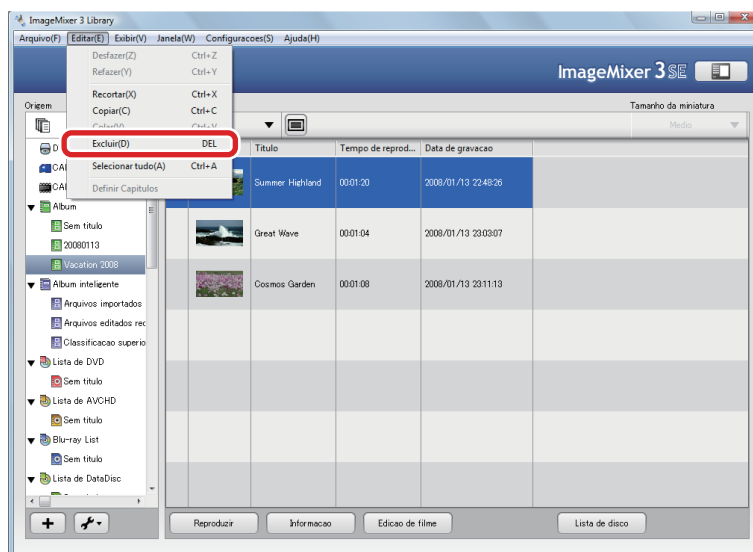 ImageMixer 3 Library
Arquivo(F) Editar(E) Exibir(V) Janela(W) Configuracoes(S) Ajuda(H)
Desfazer(Z) Ctrl+Z
Refazer(Y) Ctrl+Y
Recortar(X) Ctrl+X
Copiar(C) Ctrl+C
Excluir(D) DEL
Selecionar tudo(A) Ctrl+A
Definir Capitulos
ImageMixer 3 SE
Origem
Tamanho da miniatura
Medio
D
CA
CA
Titulo Tempo de reprod... Data de gravacao
Summer Highland 00:01:20 2008/01/13 22:48:26
Great Wave 00:01:04 2008/01/13 23:03:07
Cosmos Garden 00:01:08 2008/01/13 23:11:13
Album
Sem titulo
20080113
Vacation 2008
Album inteligente
Arquivos importados
Arquivos editados rec
Classificacao superio
Lista de DVD
Sem titulo
Lista de AVCHD
Sem titulo
Blu-ray List
Sem titulo
Lista de DataDisc
Reproduzir Informacao Edicao de filme Lista de disco